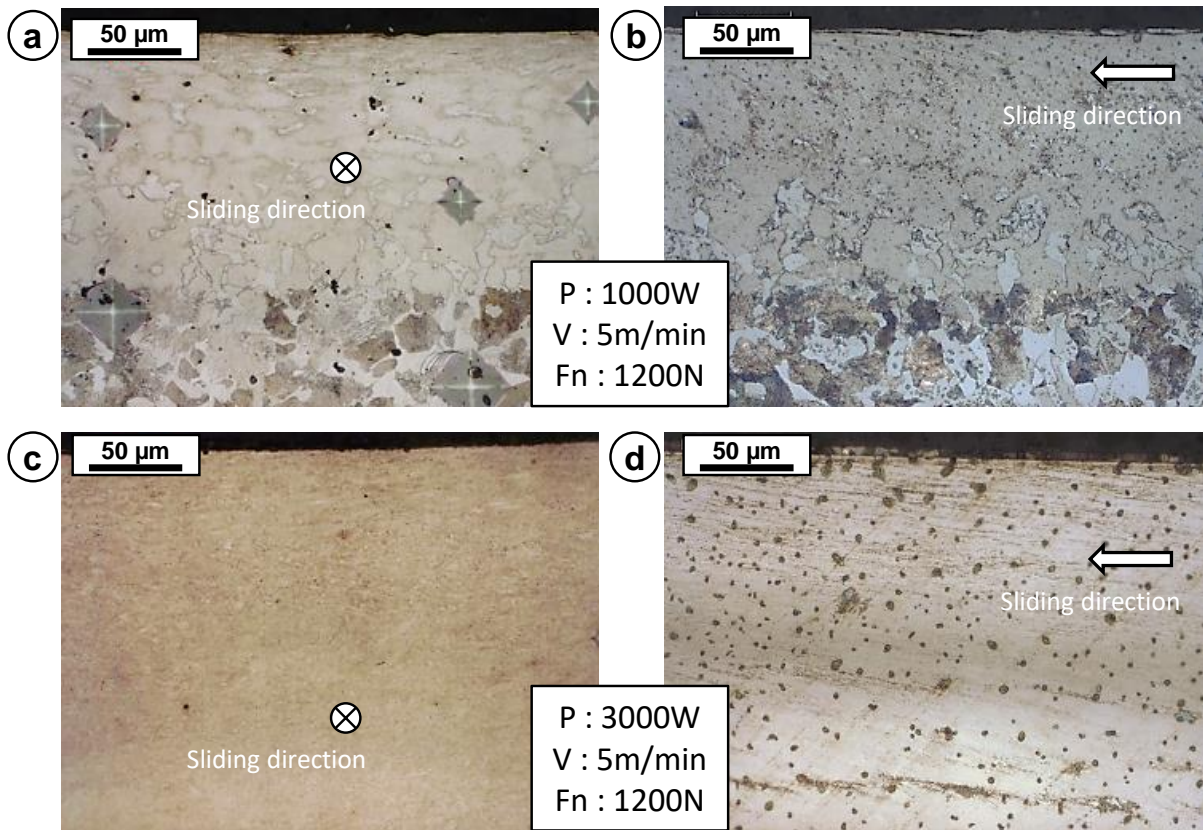 a
50 µm
Sliding direction
b
50 µm
Sliding direction
P : 1000W
V : 5m/min
Fn : 1200N
c
50 µm
Sliding direction
d
50 µm
Sliding direction
P : 3000W
V : 5m/min
Fn : 1200N